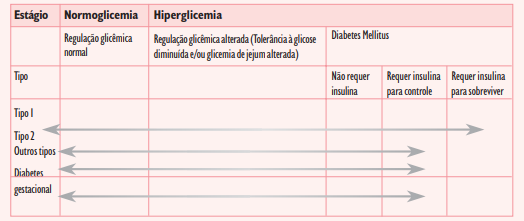 Estágio Normoglicemia Hiperglicemia
Regulação glicêmica normal
Regulação glicêmica alterada (Tolerância à glicose diminuída e/ou glicemia de jejum alterada)
Diabetes Mellitus
Tipo
Não requer insulina
Requer insulina para controle
Requer insulina para sobreviver
Tipo 1
Tipo 2
Outros tipos
Diabetes
gestacional